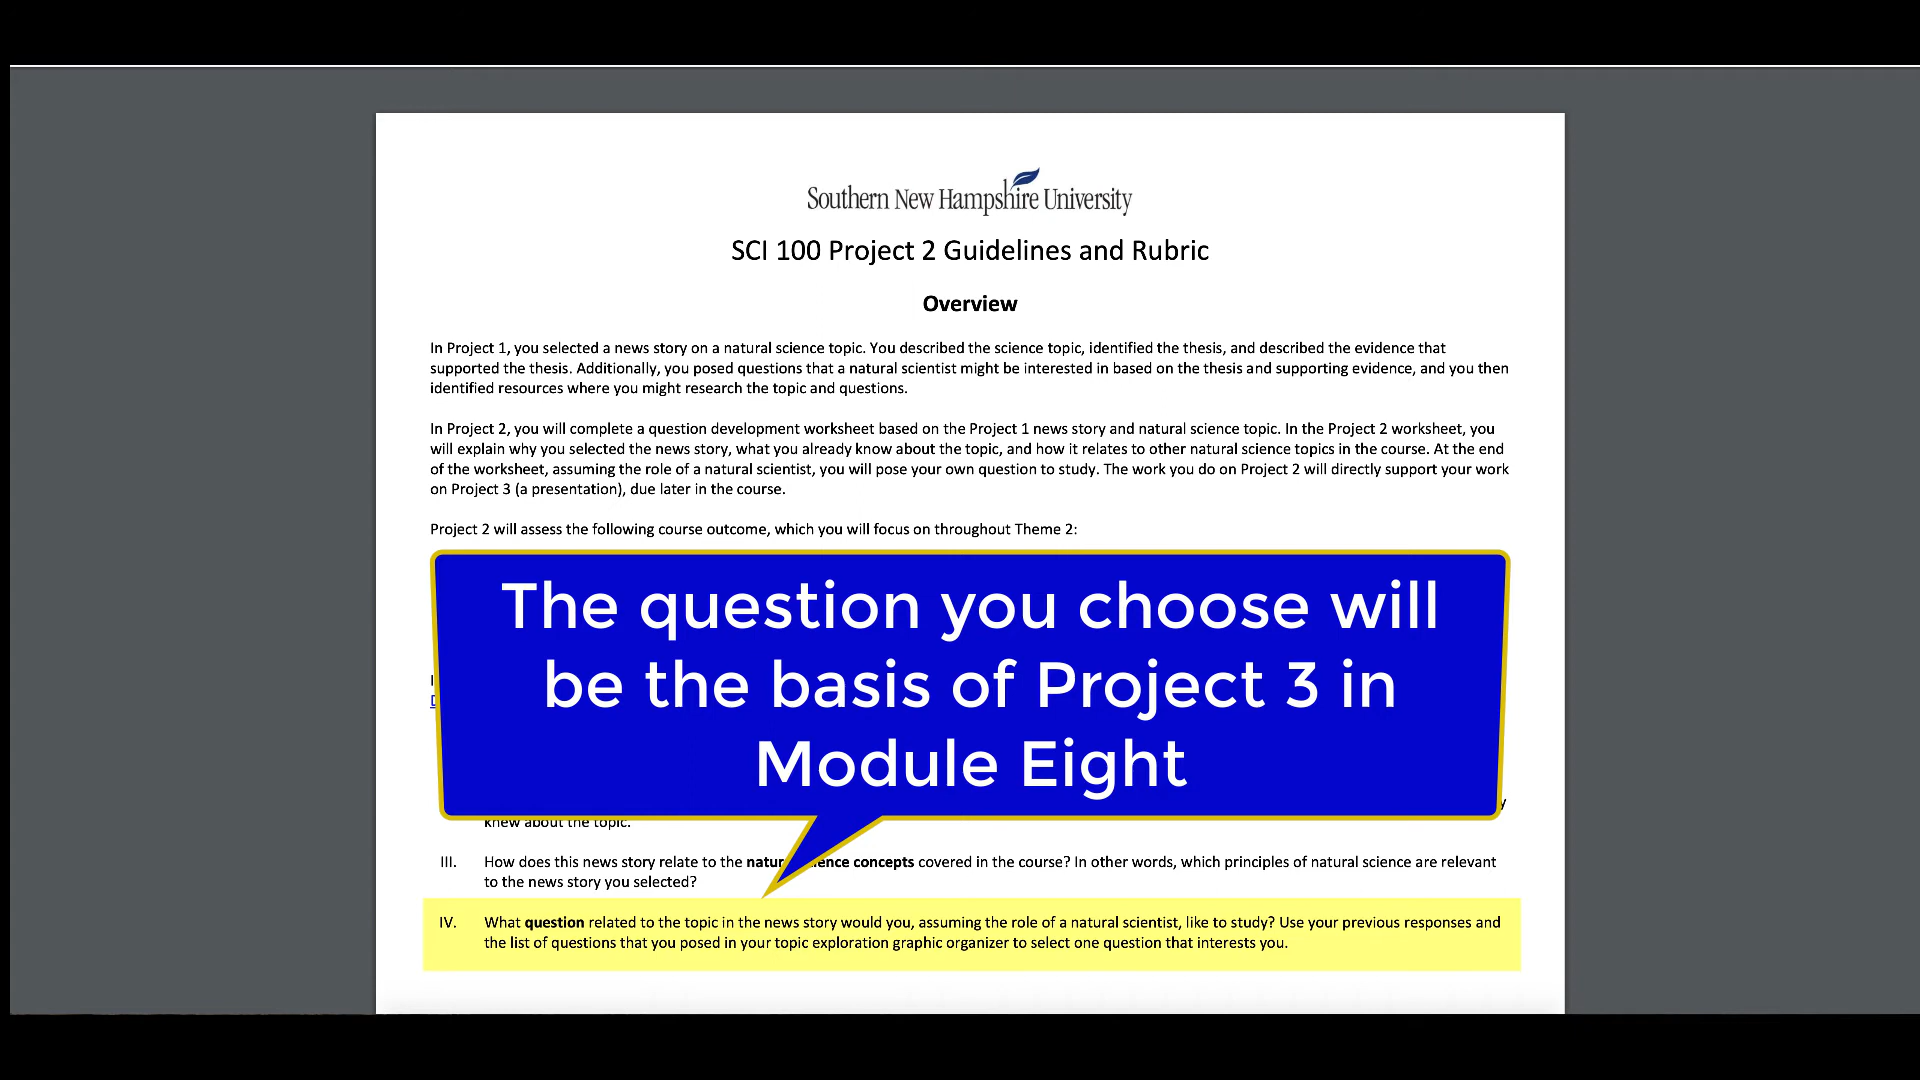 Southern New Hampshire University
SCI 100 Project 2 Guidelines and Rubric
Overview
In Project 1, you selected a news story on a natural science topic. You described the science topic, identified the thesis, and described the evidence that
supported the thesis. Additionally, you posed questions that a natural scientist might be interested in based on the thesis and supporting evidence, and you then
identified resources where you might research the topic and questions.
In Project 2, you will complete a question development worksheet based on the Project 1 news story and natural science topic. In the Project 2 worksheet, you
will explain why you selected the news story, what you already know about the topic, and how it relates to other natural science topics in the course. At the end
of the worksheet, assuming the role of a natural scientist, you will pose your own question to study. The work you do on Project 2 will directly support your work
on Project 3 (a presentation), due later in the course.
Project 2 will assess the following course outcome, which you will focus on throughout Theme 2:
The question you choose will
be the basis of Project 3 in
Module Eight
knew about the topic.
III. How does this news story relate to the concepts covered in the course? In other words, which principles of natural science are relevant
to the news story you selected?
IV. What question related to the topic in the news story would you, assuming the role of a natural scientist, like to study? Use your previous responses and
the list of questions that you posed in your topic exploration graphic organizer to select one question that interests you.